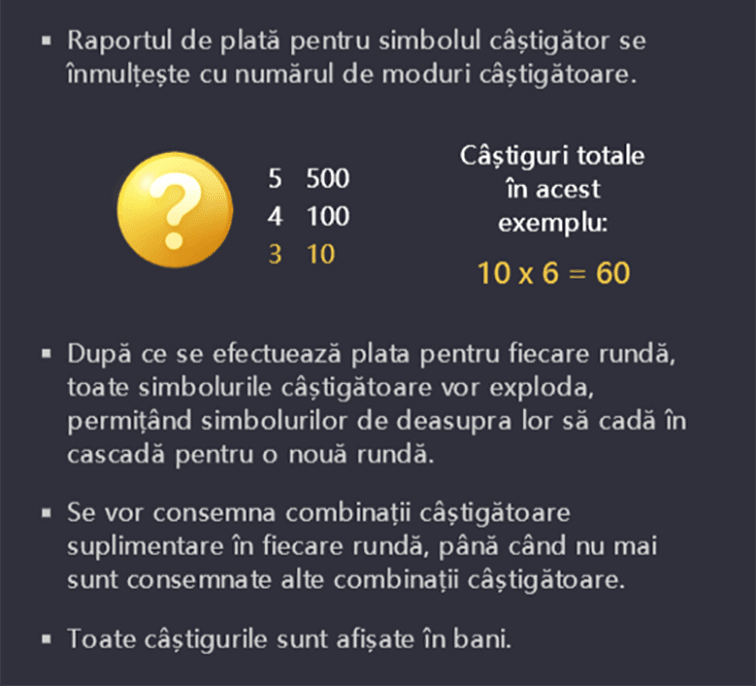 ▪ Raportul de plată pentru simbolul câștigător se
înmulțește cu numărul de moduri câștigătoare.
?
5 500
4 100
3 10
Câștiguri totale
în acest
exemplu:
10 x 6 = 60
▪ După ce se efectuează plata pentru fiecare rundă,
toate simbolurile câștigătoare vor exploda,
permițând simbolurilor de deasupra lor să cadă în
cascadă pentru o nouă rundă.
▪ Se vor consemna combinații câștigătoare
suplimentare în fiecare rundă, până când nu mai
sunt consemnate alte combinații câștigătoare.
▪ Toate câștigurile sunt afișate în bani.